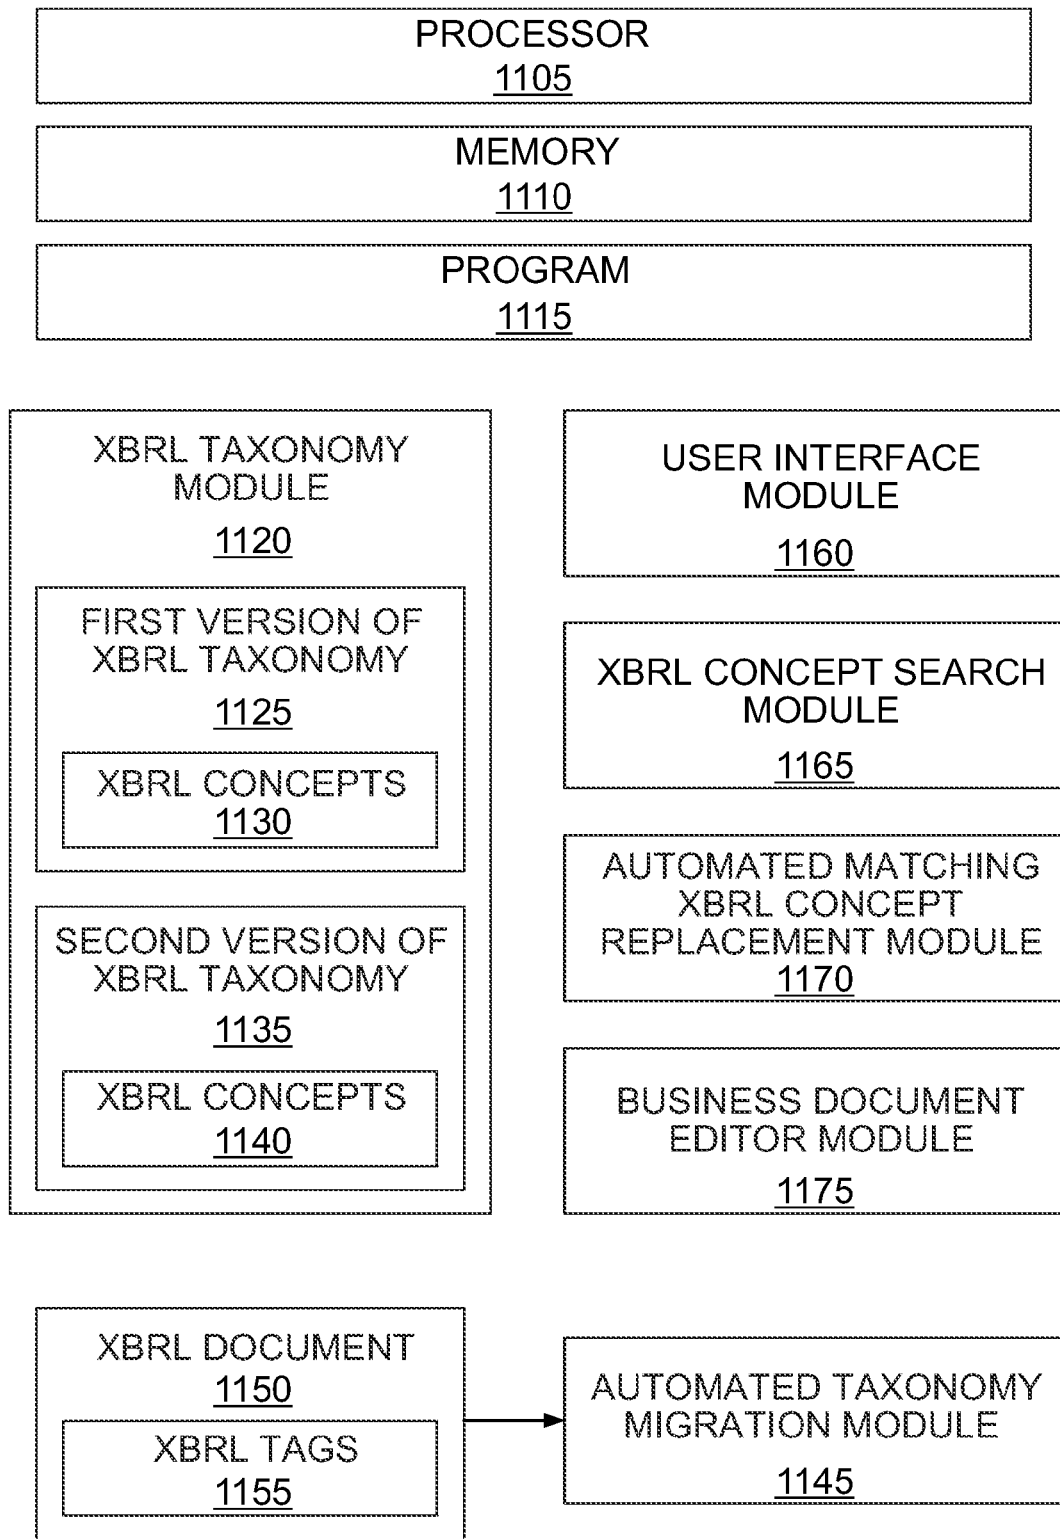 PROCESSOR
1105
MEMORY
1110
PROGRAM
1115
XBRL TAXONOMY
MODULE
1120
FIRST VERSION OF
XBRL TAXONOMY
1125
XBRL CONCEPTS
1130
SECOND VERSION OF
XBRL TAXONOMY
1135
XBRL CONCEPTS
1140
USER INTERFACE
MODULE
1160
XBRL CONCEPT SEARCH
MODULE
1165
AUTOMATED MATCHING
XBRL CONCEPT
REPLACEMENT MODULE
1170
BUSINESS DOCUMENT
EDITOR MODULE
1175
XBRL DOCUMENT
1150
XBRL TAGS
1155
AUTOMATED TAXONOMY
MIGRATION MODULE
1145